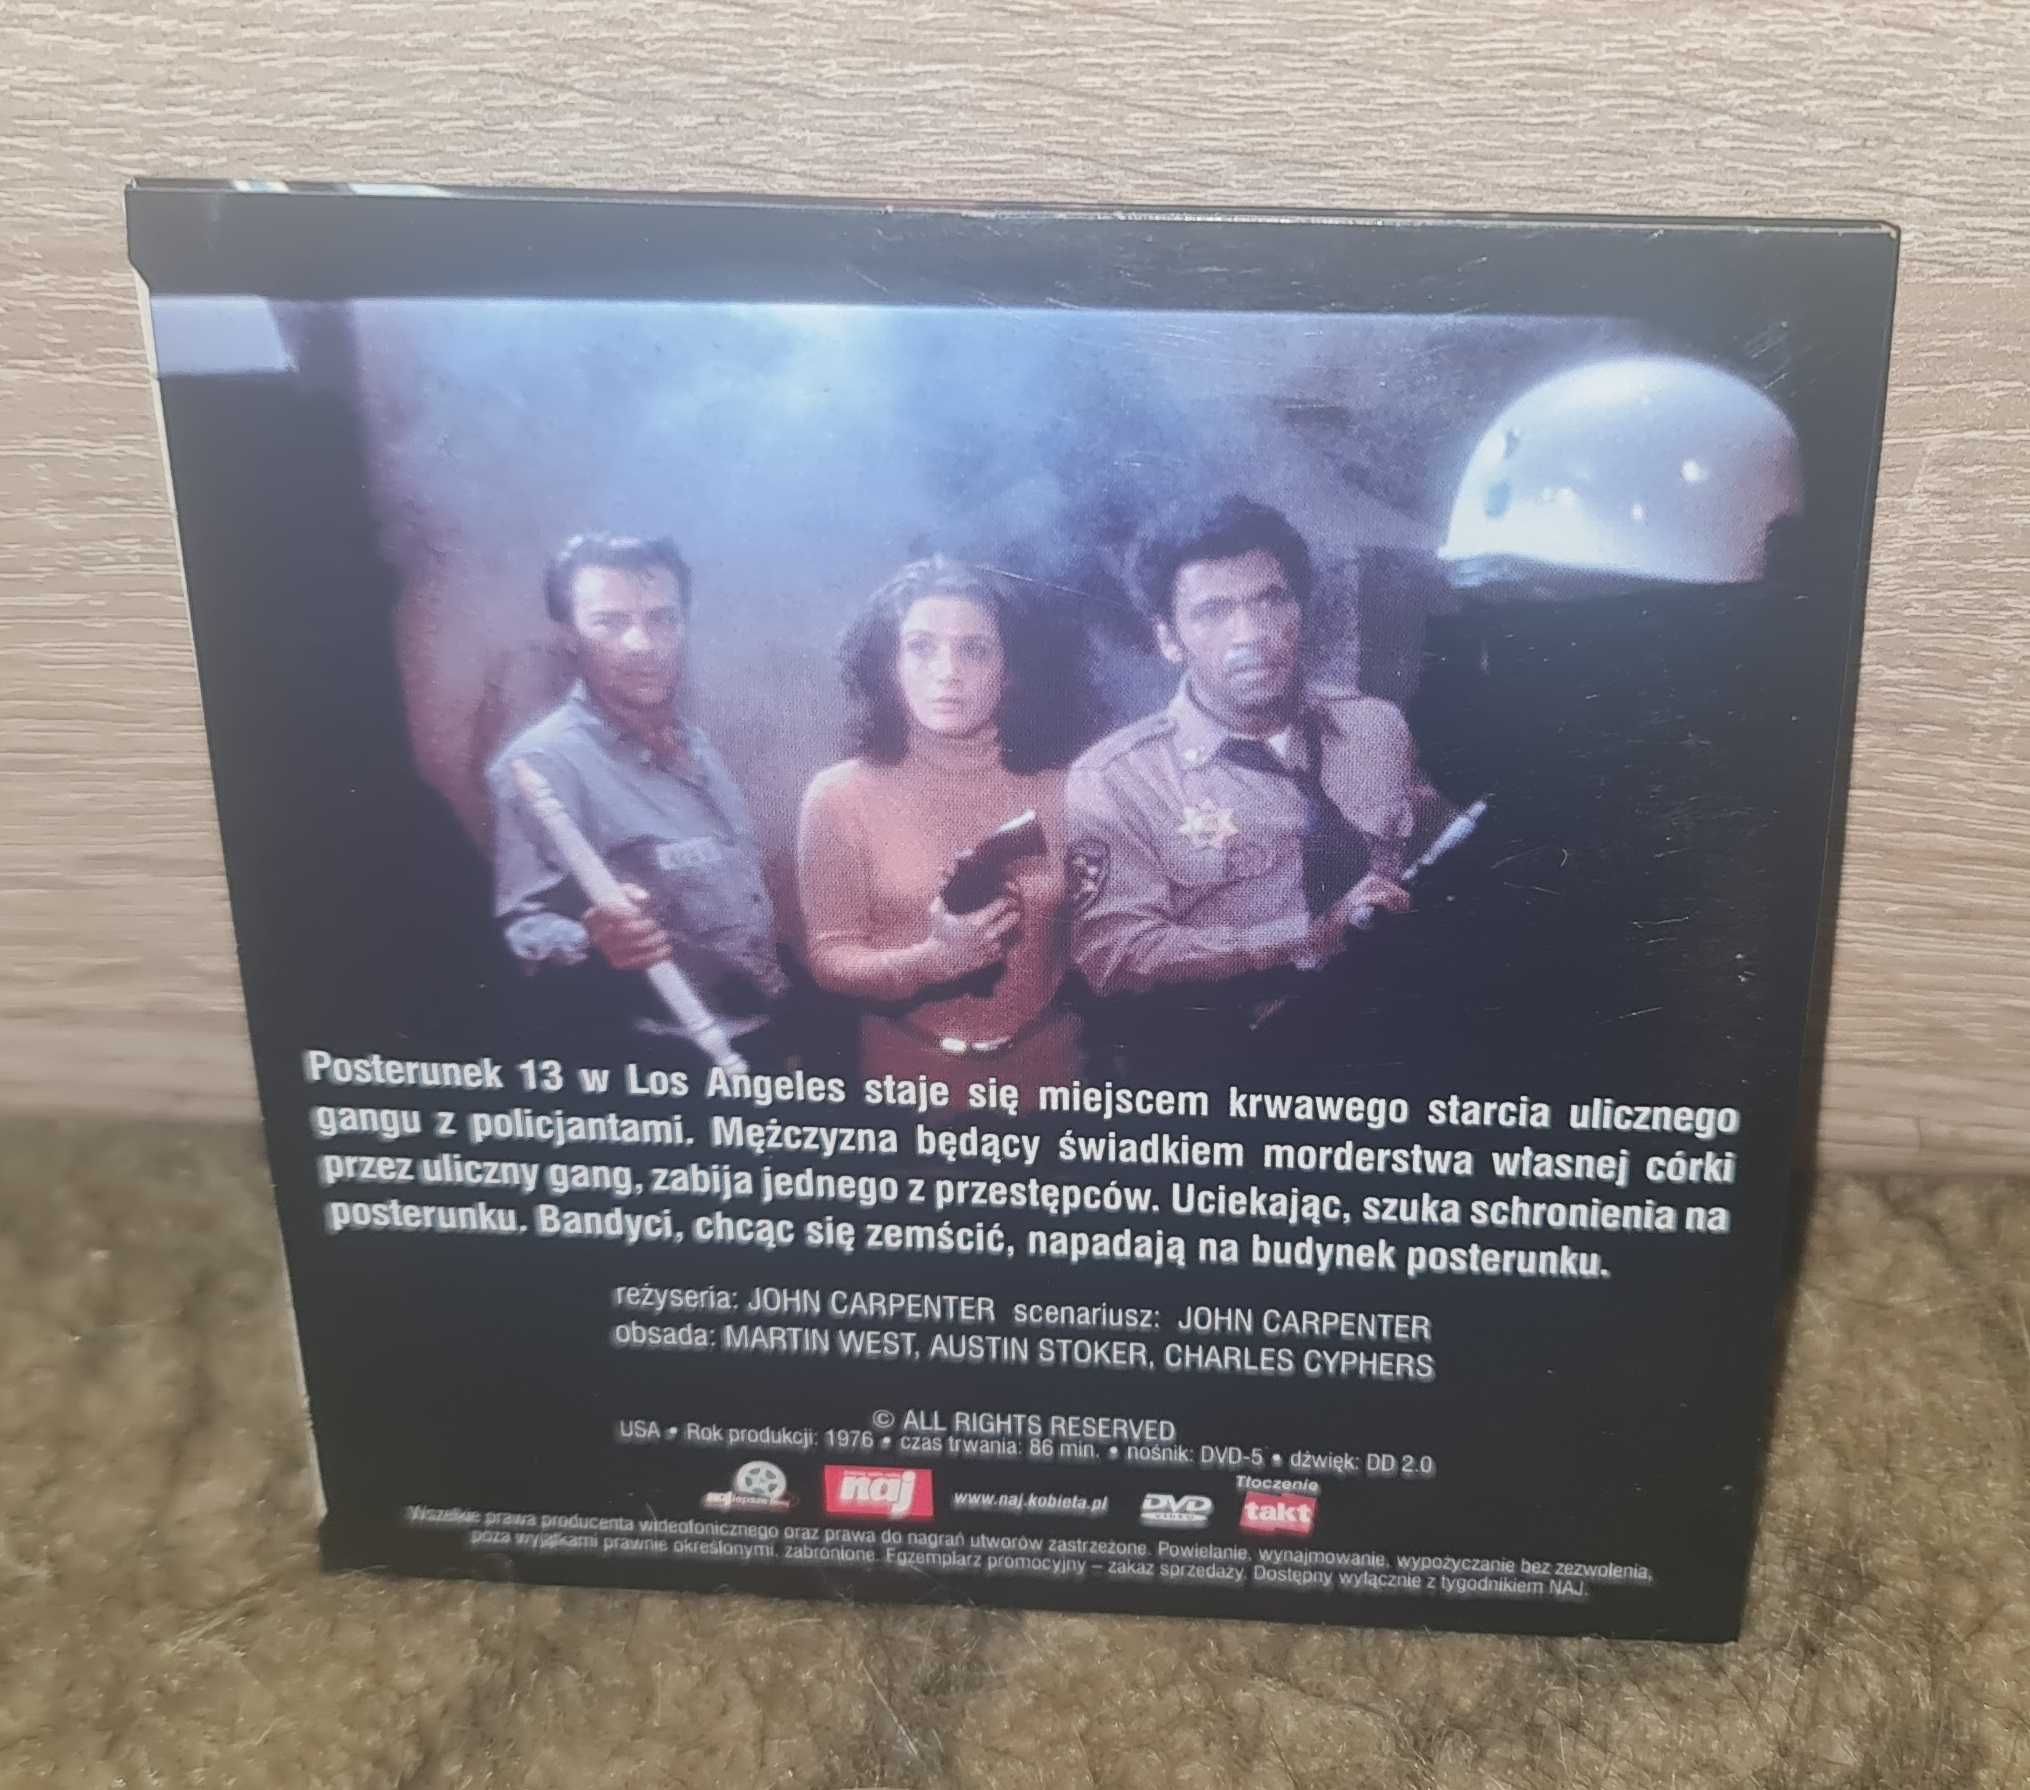 Posterunek 13 w Los Angeles staje się miejscem krwawego starcia ulicznego
gangu z policjantami. Mężczyzna będący świadkiem morderstwa własnej córki
przez uliczny gang, zabija jednego z przestępców. Uciekając, szuka schronienia na
posterunku. Bandyci, chcąc się zemścić, napadają na budynek posterunku.
reżyseria: JOHN CARPENTER scenariusz: JOHN CARPENTER
obsada: MARTIN WEST, AUSTIN STOKER, CHARLES CYPHERS
© ALL RIGHTS RESERVED
USA • Rok produkcji: 1976 • czas trwania: 86 min. • nośnik: DVD-5 • dźwięk: DD 2.0
naj www.naj.kobieta.pl DVD VIDEO Tłoczenie takt
Wszelkie prawa producenta wideofonicznego oraz prawa do nagrań utworów zastrzeżone. Powielanie, wynajmowanie, wypożyczanie bez zezwolenia,
poza wyjątkami prawnie określonymi, zabronione. Egzemplarz promocyjny – zakaz sprzedaży. Dostępny wyłącznie z tygodnikiem NAJ.